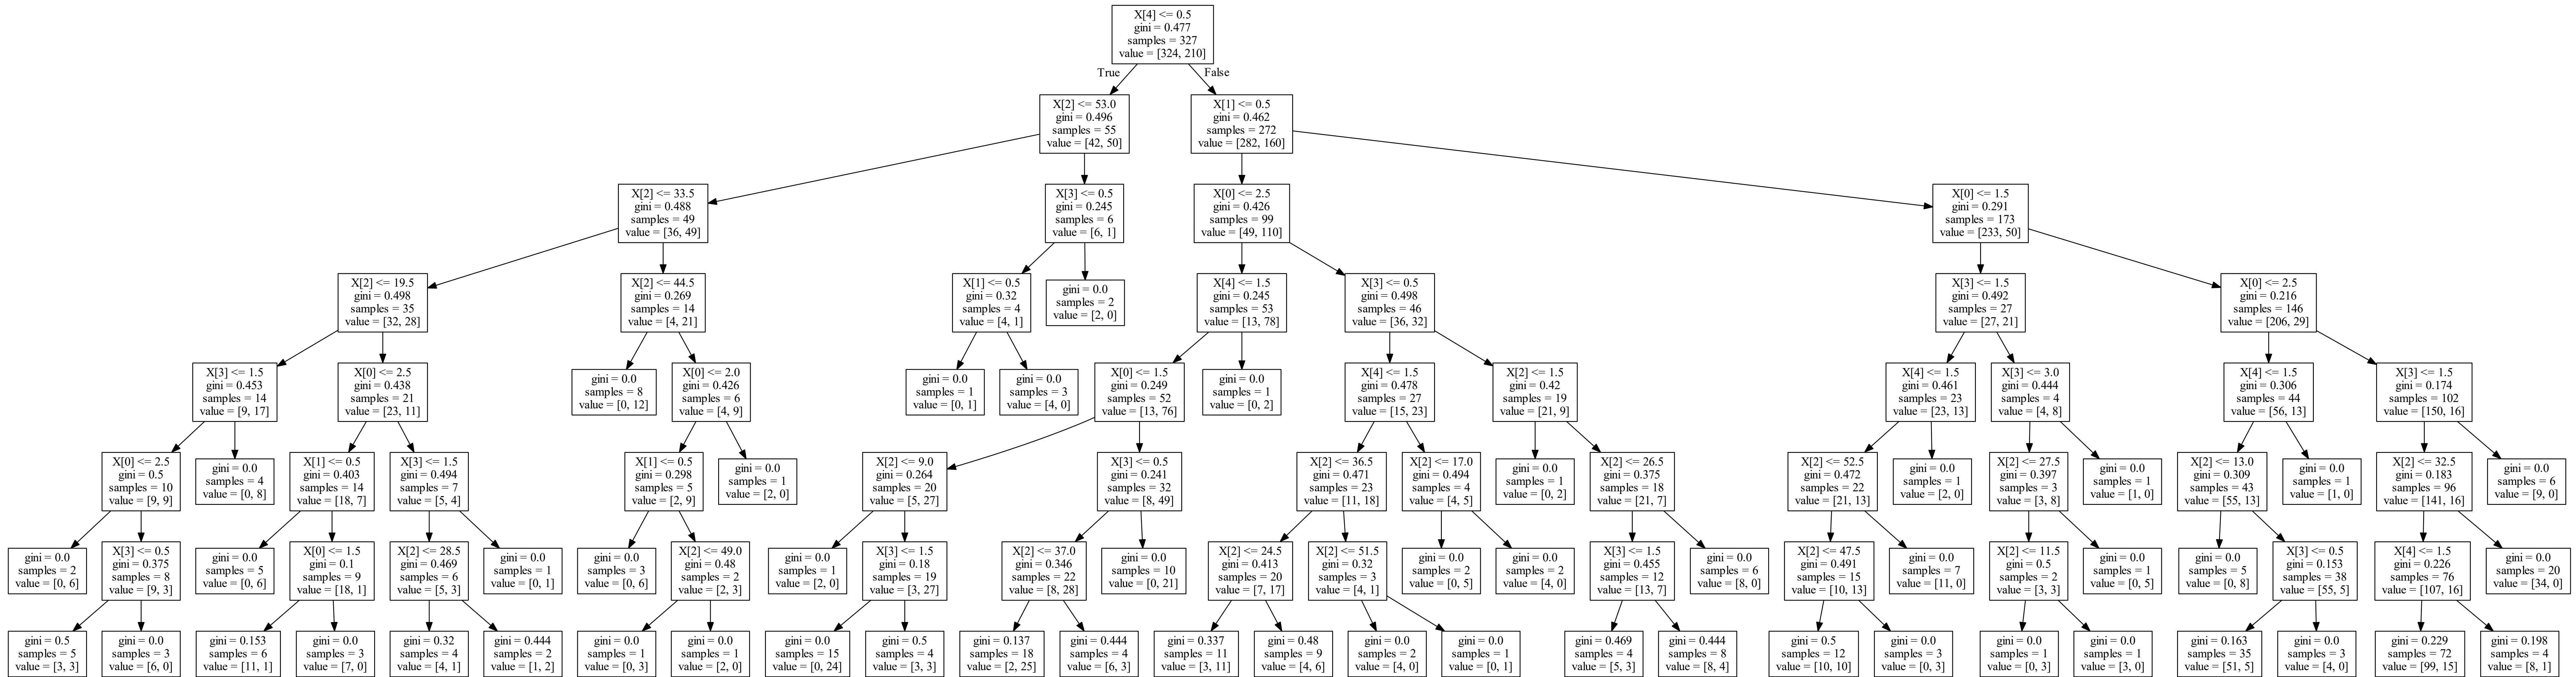 X[4] <= 0.5
gini = 0.477
samples = 327
value = [324, 210]
True
False
X[2] <= 53.0
gini = 0.496
samples = 55
value = [42, 50]
X[1] <= 0.5
gini = 0.462
samples = 272
value = [282, 160]
X[2] <= 33.5
gini = 0.488
samples = 49
value = [36, 49]
X[3] <= 0.5
gini = 0.245
samples = 6
value = [6, 1]
X[0] <= 2.5
gini = 0.426
samples = 99
value = [49, 110]
X[0] <= 1.5
gini = 0.291
samples = 173
value = [233, 50]
X[2] <= 19.5
gini = 0.498
samples = 35
value = [32, 28]
X[2] <= 44.5
gini = 0.269
samples = 14
value = [4, 21]
X[1] <= 0.5
gini = 0.32
samples = 4
value = [4, 1]
gini = 0.0
samples = 2
value = [2, 0]
X[4] <= 1.5
gini = 0.245
samples = 53
value = [13, 78]
X[3] <= 0.5
gini = 0.498
samples = 46
value = [36, 32]
X[3] <= 1.5
gini = 0.492
samples = 27
value = [27, 21]
X[0] <= 2.5
gini = 0.216
samples = 146
value = [206, 29]
X[3] <= 1.5
gini = 0.453
samples = 14
value = [9, 17]
X[0] <= 2.5
gini = 0.438
samples = 21
value = [23, 11]
gini = 0.0
samples = 8
value = [0, 12]
X[0] <= 2.0
gini = 0.426
samples = 6
value = [4, 9]
gini = 0.0
samples = 1
value = [0, 1]
gini = 0.0
samples = 3
value = [4, 0]
X[0] <= 1.5
gini = 0.249
samples = 52
value = [13, 76]
gini = 0.0
samples = 1
value = [0, 2]
X[4] <= 1.5
gini = 0.478
samples = 27
value = [15, 23]
X[2] <= 1.5
gini = 0.42
samples = 19
value = [21, 9]
X[4] <= 1.5
gini = 0.461
samples = 23
value = [23, 13]
X[3] <= 3.0
gini = 0.444
samples = 4
value = [4, 8]
X[4] <= 1.5
gini = 0.306
samples = 44
value = [56, 13]
X[3] <= 1.5
gini = 0.174
samples = 102
value = [150, 16]
X[0] <= 2.5
gini = 0.5
samples = 10
value = [9, 9]
gini = 0.0
samples = 4
value = [0, 8]
X[1] <= 0.5
gini = 0.403
samples = 14
value = [18, 7]
X[3] <= 1.5
gini = 0.494
samples = 7
value = [5, 4]
X[1] <= 0.5
gini = 0.298
samples = 5
value = [2, 9]
gini = 0.0
samples = 1
value = [2, 0]
X[2] <= 9.0
gini = 0.264
samples = 20
value = [5, 27]
X[3] <= 0.5
gini = 0.241
samples = 32
value = [8, 49]
X[2] <= 36.5
gini = 0.471
samples = 23
value = [11, 18]
X[2] <= 17.0
gini = 0.494
samples = 4
value = [4, 5]
gini = 0.0
samples = 1
value = [0, 2]
X[2] <= 26.5
gini = 0.375
samples = 18
value = [21, 7]
X[2] <= 52.5
gini = 0.472
samples = 22
value = [21, 13]
gini = 0.0
samples = 1
value = [2, 0]
X[2] <= 27.5
gini = 0.397
samples = 3
value = [3, 8]
gini = 0.0
samples = 1
value = [1, 0]
X[2] <= 13.0
gini = 0.309
samples = 43
value = [55, 13]
gini = 0.0
samples = 1
value = [1, 0]
X[2] <= 32.5
gini = 0.183
samples = 96
value = [141, 16]
gini = 0.0
samples = 6
value = [9, 0]
gini = 0.0
samples = 2
value = [0, 6]
X[3] <= 0.5
gini = 0.375
samples = 8
value = [9, 3]
gini = 0.0
samples = 5
value = [0, 6]
X[0] <= 1.5
gini = 0.1
samples = 9
value = [18, 1]
X[2] <= 28.5
gini = 0.469
samples = 6
value = [5, 3]
gini = 0.0
samples = 1
value = [0, 1]
gini = 0.0
samples = 3
value = [0, 6]
X[2] <= 49.0
gini = 0.48
samples = 2
value = [2, 3]
gini = 0.0
samples = 1
value = [2, 0]
X[3] <= 1.5
gini = 0.18
samples = 19
value = [3, 27]
X[2] <= 37.0
gini = 0.346
samples = 22
value = [8, 28]
gini = 0.0
samples = 10
value = [0, 21]
X[2] <= 24.5
gini = 0.413
samples = 20
value = [7, 17]
X[2] <= 51.5
gini = 0.32
samples = 3
value = [4, 1]
gini = 0.0
samples = 2
value = [0, 5]
gini = 0.0
samples = 2
value = [4, 0]
X[3] <= 1.5
gini = 0.455
samples = 12
value = [13, 7]
gini = 0.0
samples = 6
value = [8, 0]
X[2] <= 47.5
gini = 0.491
samples = 15
value = [10, 13]
gini = 0.0
samples = 7
value = [11, 0]
X[2] <= 11.5
gini = 0.5
samples = 2
value = [3, 3]
gini = 0.0
samples = 1
value = [0, 5]
gini = 0.0
samples = 5
value = [0, 8]
X[3] <= 0.5
gini = 0.153
samples = 38
value = [55, 5]
X[4] <= 1.5
gini = 0.226
samples = 76
value = [107, 16]
gini = 0.0
samples = 20
value = [34, 0]
gini = 0.5
samples = 5
value = [3, 3]
gini = 0.0
samples = 3
value = [6, 0]
gini = 0.153
samples = 6
value = [11, 1]
gini = 0.0
samples = 3
value = [7, 0]
gini = 0.32
samples = 4
value = [4, 1]
gini = 0.444
samples = 2
value = [1, 2]
gini = 0.0
samples = 1
value = [0, 3]
gini = 0.0
samples = 1
value = [2, 0]
gini = 0.0
samples = 15
value = [0, 24]
gini = 0.5
samples = 4
value = [3, 3]
gini = 0.137
samples = 18
value = [2, 25]
gini = 0.444
samples = 4
value = [6, 3]
gini = 0.337
samples = 11
value = [3, 11]
gini = 0.48
samples = 9
value = [4, 6]
gini = 0.0
samples = 2
value = [4, 0]
gini = 0.0
samples = 1
value = [0, 1]
gini = 0.469
samples = 4
value = [5, 3]
gini = 0.444
samples = 8
value = [8, 4]
gini = 0.5
samples = 12
value = [10, 10]
gini = 0.0
samples = 3
value = [0, 3]
gini = 0.0
samples = 1
value = [0, 3]
gini = 0.0
samples = 1
value = [3, 0]
gini = 0.163
samples = 35
value = [51, 5]
gini = 0.0
samples = 3
value = [4, 0]
gini = 0.229
samples = 72
value = [99, 15]
gini = 0.198
samples = 4
value = [8, 1]